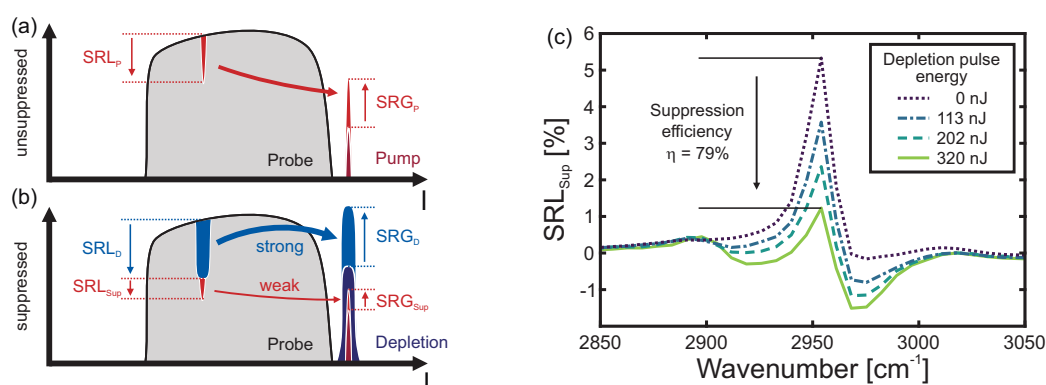 (a)
unsuppressed
SRL_P
SRG_P
Probe
Pump
l
(b)
suppressed
SRL_D
SRL_Sup
strong
weak
SRG_D
SRG_Sup
Probe
Depletion
l
(c)
SRL_Sup [%]
6
5
4
3
2
1
0
-1
Suppression
efficiency
η = 79%
Depletion pulse
energy
0 nJ
113 nJ
202 nJ
320 nJ
2850
2900
2950
3000
3050
Wavenumber [cm⁻¹]